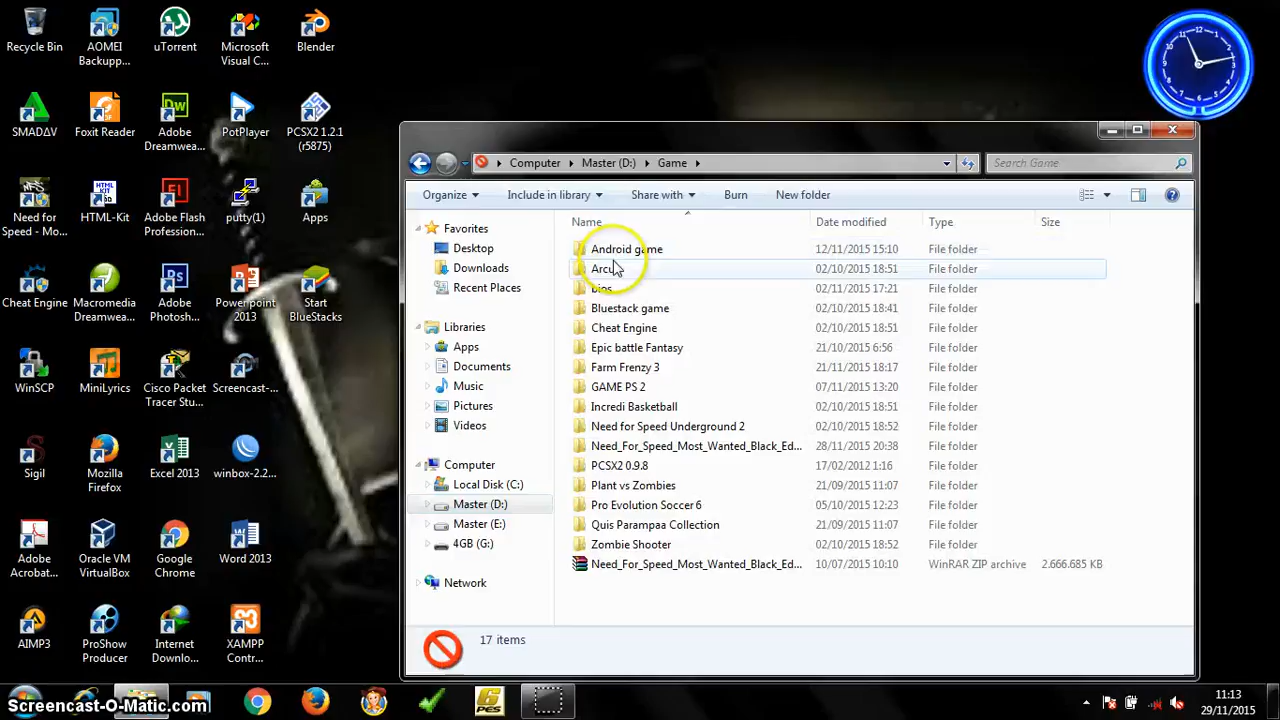 Recycle Bin
AOMEI Backupp...
uTorrent
Microsoft Visual C...
Blender
SMADΔV
Foxit Reader
Adobe Dreamwea...
PotPlayer
PCSX2 1.2.1 (r5875)
Need for Speed - Mo...
HTML-Kit
Adobe Flash Professiona...
putty(1)
Apps
Cheat Engine
Macromedia Dreamwea...
Adobe Photosh...
Powerpoint 2013
Start BlueStacks
WinSCP
MiniLyrics
Cisco Packet Tracer Stu...
Screencast-...
Sigil
Mozilla Firefox
Excel 2013
winbox-2.2...
Adobe Acrobat...
Oracle VM VirtualBox
Google Chrome
Word 2013
AIMP3
ProShow Producer
Internet Downlo...
XAMPP Contr...
Computer
Master (D:)
Game
Search Game
Organize
Include in library
Share with
Burn
New folder
Favorites
Desktop
Downloads
Recent Places
Libraries
Apps
Documents
Music
Pictures
Videos
Computer
Local Disk (C:)
Master (D:)
Master (E:)
4GB (G:)
Network
Name Date modified Type Size
Android game 12/11/2015 15:10 File folder
02/10/2015 18:51 File folder
bios 02/11/2015 17:21 File folder
Bluestack game 02/10/2015 18:41 File folder
Cheat Engine 02/10/2015 18:51 File folder
Epic battle Fantasy 21/10/2015 6:56 File folder
Farm Frenzy 3 21/11/2015 18:17 File folder
GAME PS 2 07/11/2015 13:20 File folder
Incredi Basketball 02/10/2015 18:51 File folder
Need for Speed Underground 2 02/10/2015 18:52 File folder
Need_For_Speed_Most_Wanted_Black_Ed... 28/11/2015 20:38 File folder
PCSX2 0.9.8 17/02/2012 1:16 File folder
Plant vs Zombies 21/09/2015 11:07 File folder
Pro Evolution Soccer 6 05/10/2015 12:23 File folder
Quis Parampaa Collection 21/09/2015 11:07 File folder
Zombie Shooter 02/10/2015 18:52 File folder
Need_For_Speed_Most_Wanted_Black_Ed... 10/07/2015 10:10 WinRAR ZIP archive 2.666.685 KB
17 items
Screencast-O-Matic.com
6
PES
11:13
29/11/2015